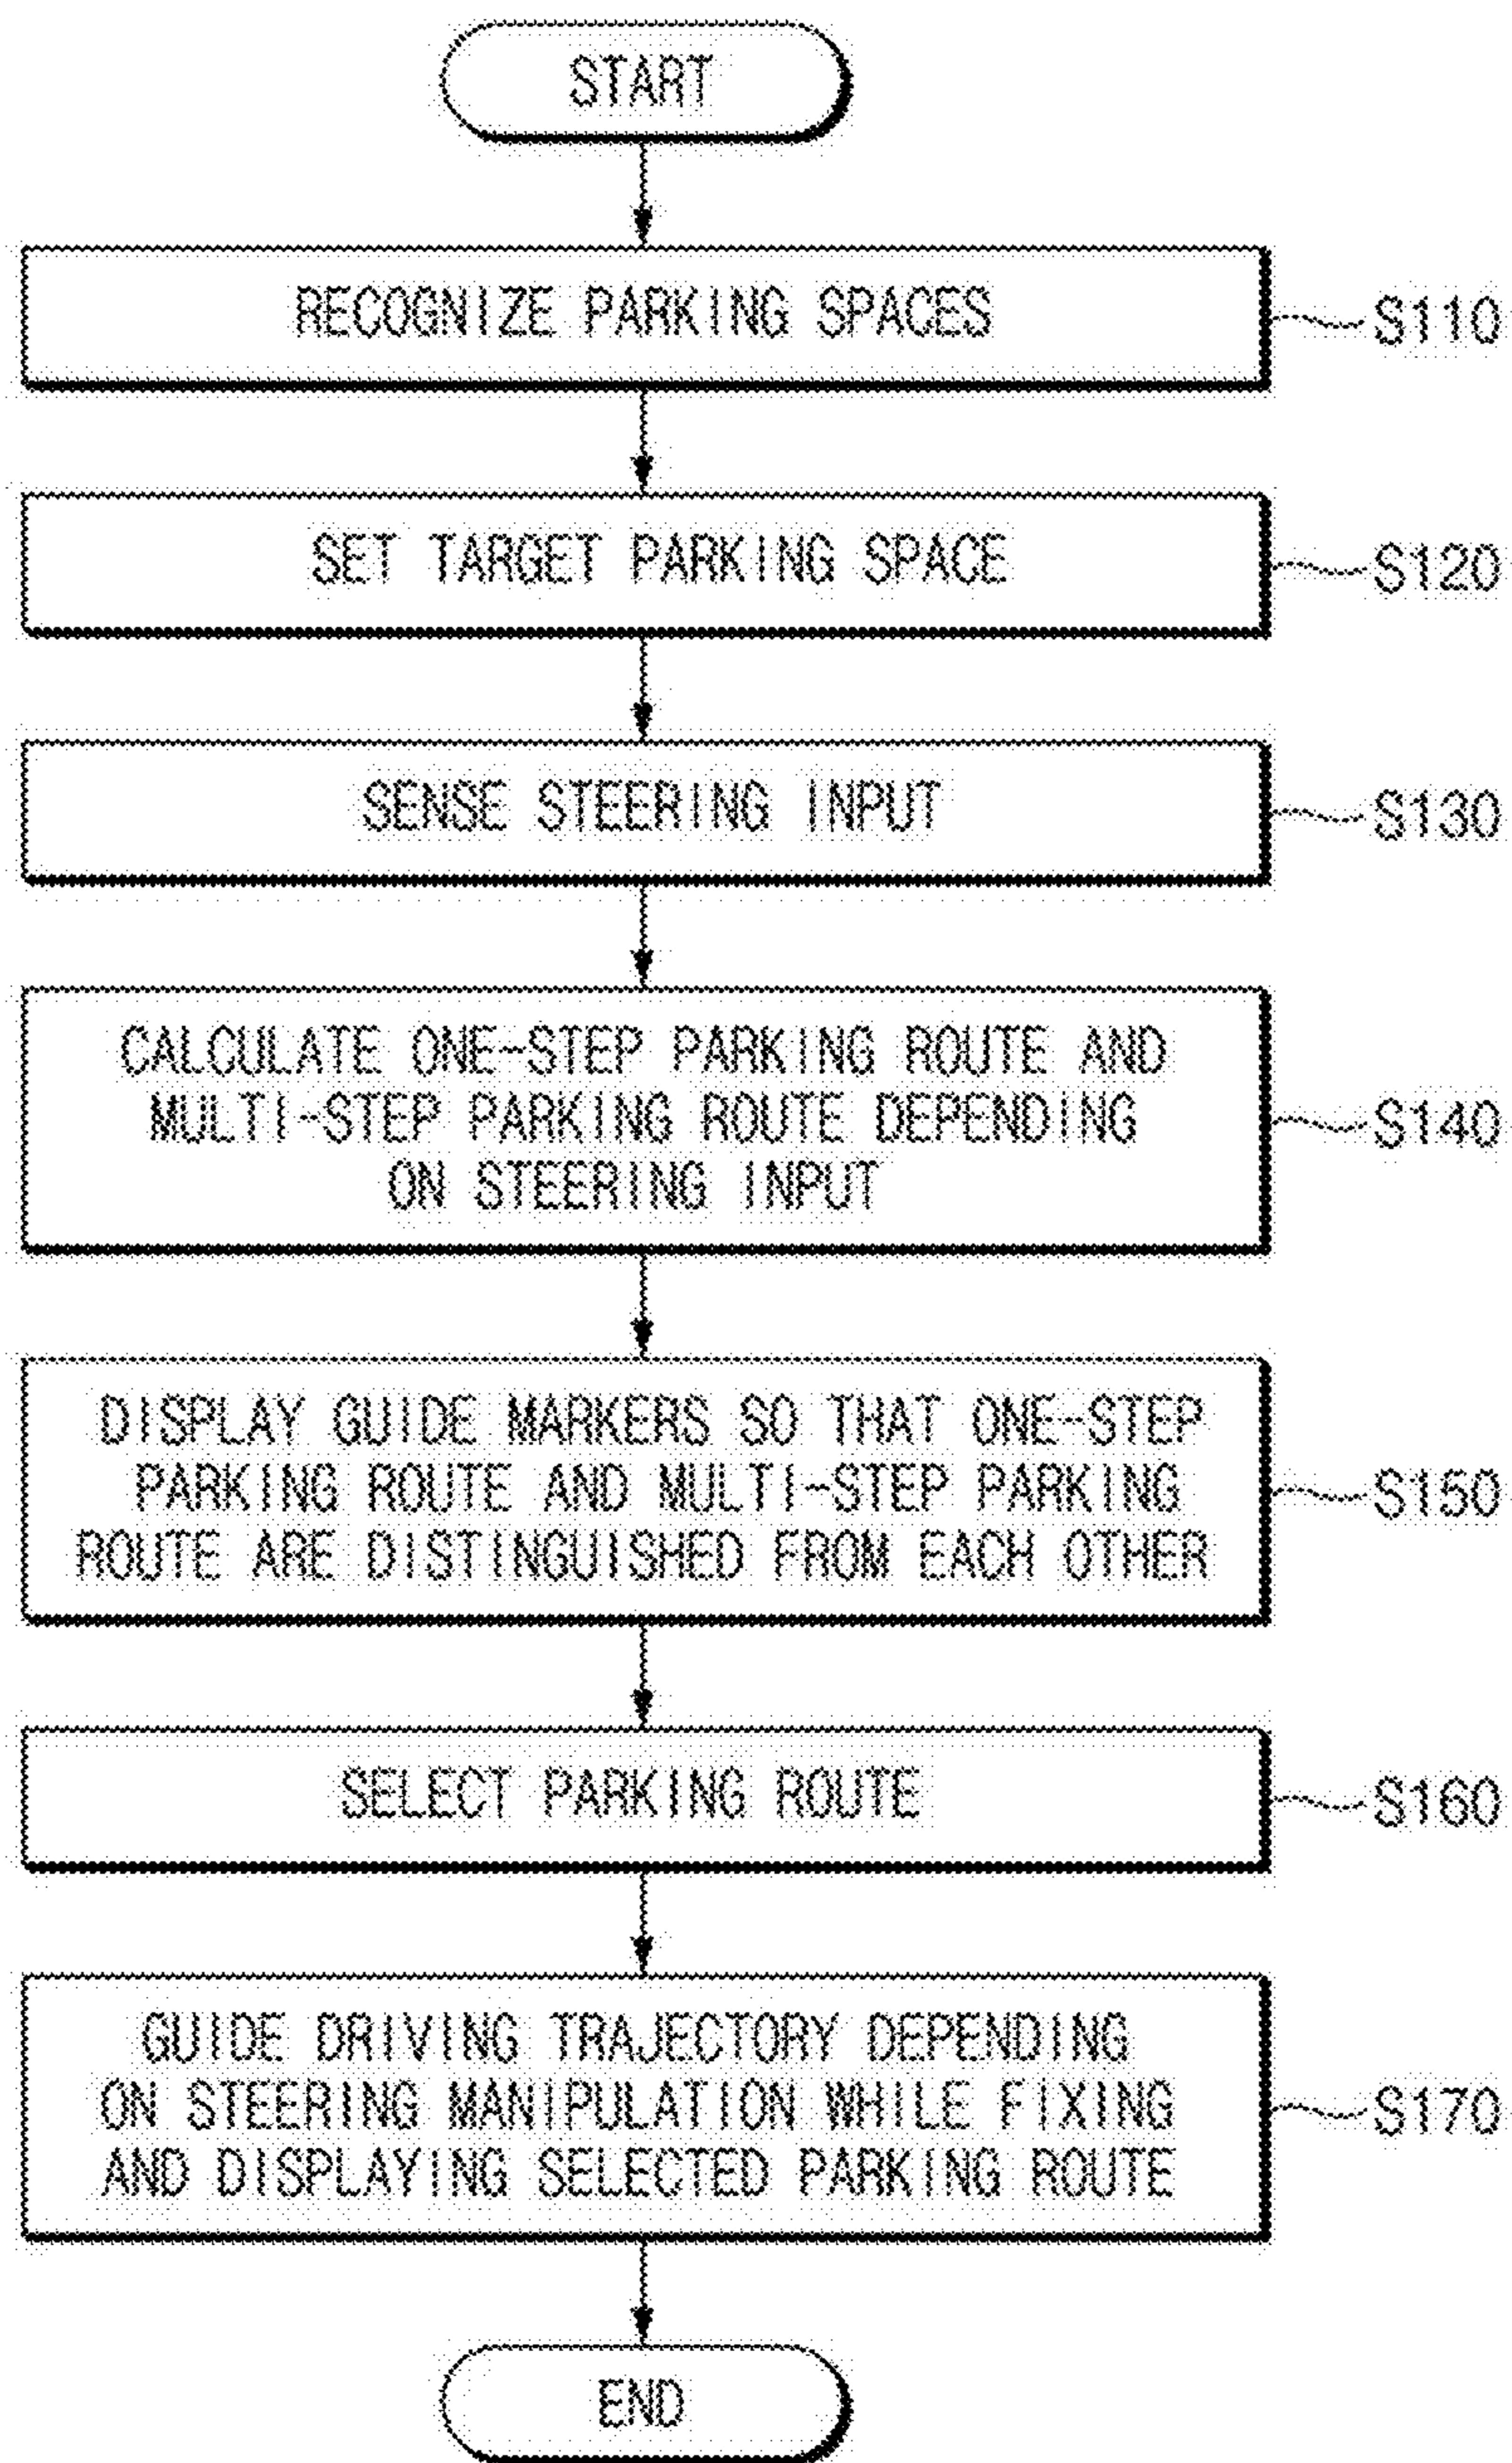 START
RECOGNIZE PARKING SPACES
S110
SET TARGET PARKING SPACE
S120
SENSE STEERING INPUT
S130
CALCULATE ONE-STEP PARKING ROUTE AND
MULTI-STEP PARKING ROUTE DEPENDING
ON STEERING INPUT
S140
DISPLAY GUIDE MARKERS SO THAT ONE-STEP
PARKING ROUTE AND MULTI-STEP PARKING
ROUTE ARE DISTINGUISHED FROM EACH OTHER
S150
SELECT PARKING ROUTE
S160
GUIDE DRIVING TRAJECTORY DEPENDING
ON STEERING MANIPULATION WHILE FIXING
AND DISPLAYING SELECTED PARKING ROUTE
S170
END